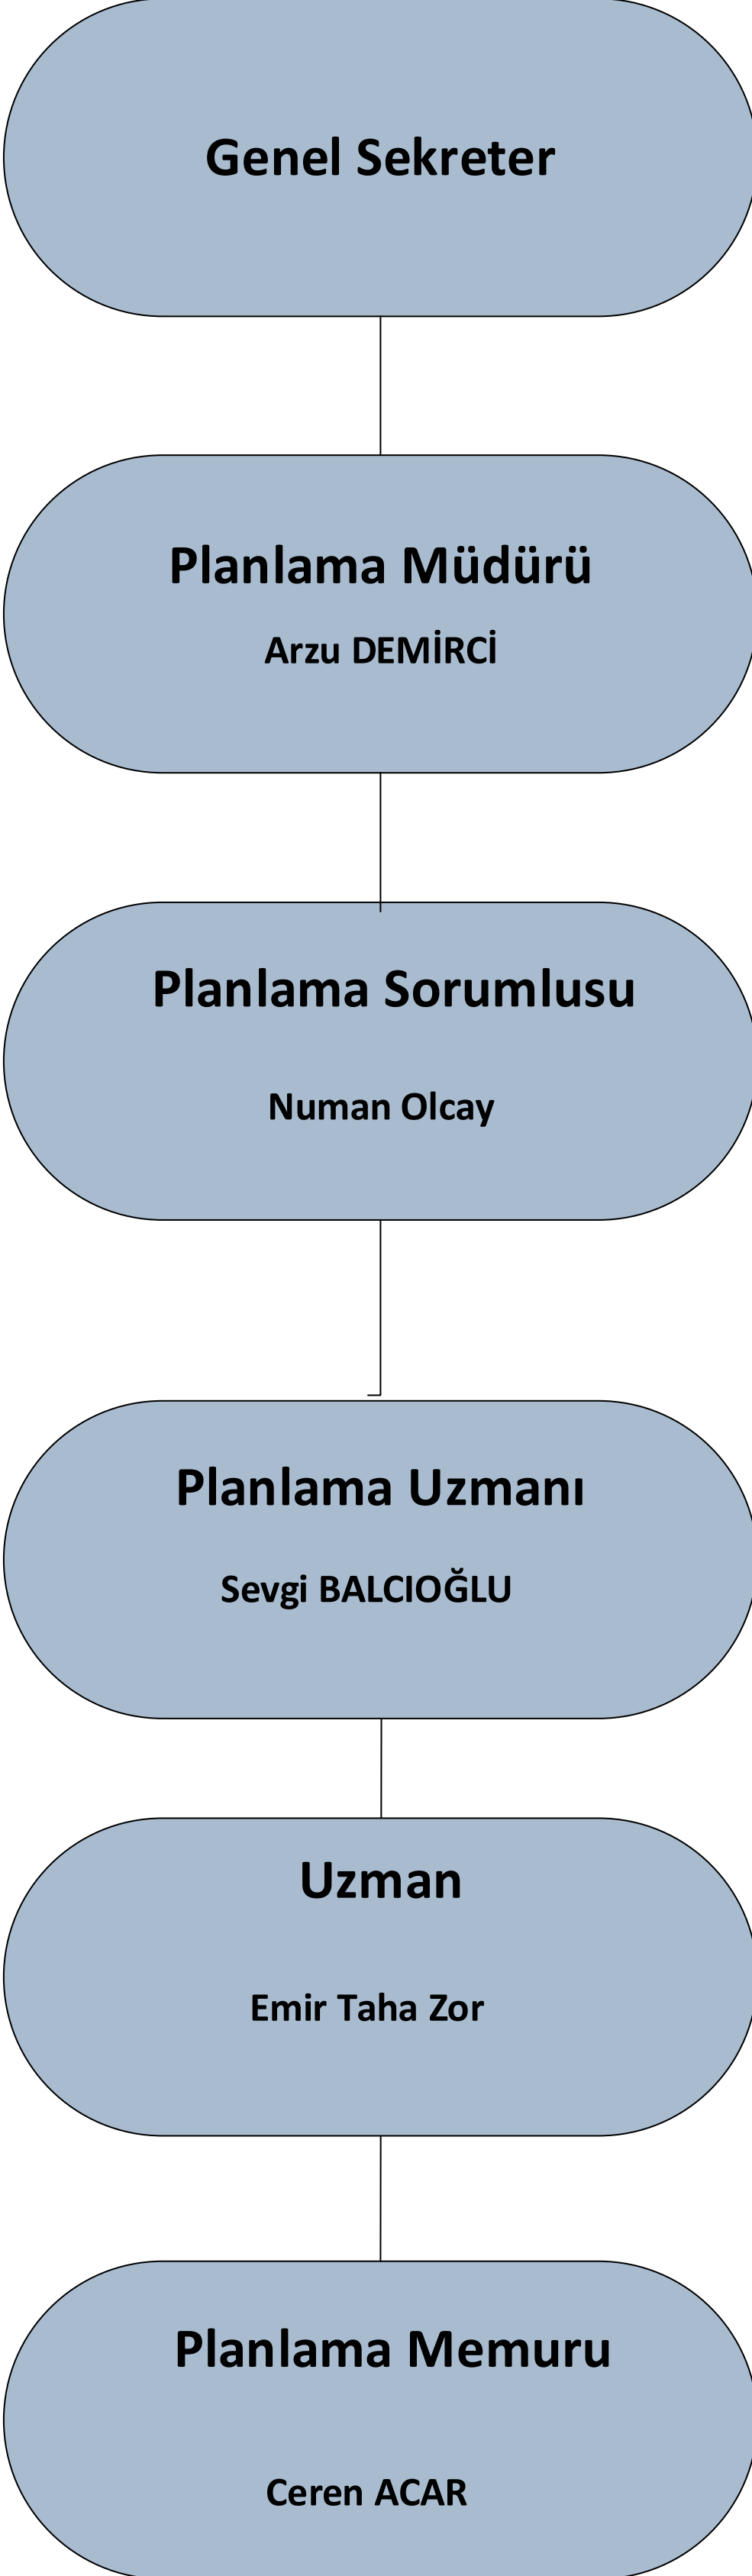 Genel Sekreter
Planlama Müdürü
Arzu DEMİRCİ
Planlama Sorumlusu
Numan Olcay
Planlama Uzmanı
Sevgi BALCIOĞLU
Uzman
Emir Taha Zor
Planlama Memuru
Ceren ACAR